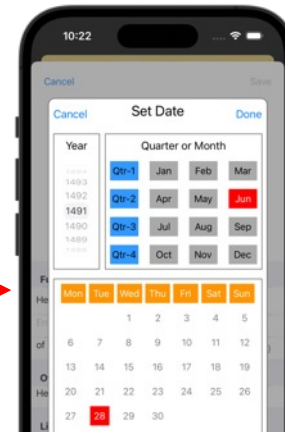 10:22
Cancel Save
Cancel Set Date Done
Year Quarter or Month
1493
1492
1491
1490
1489
Qtr-1 Jan Feb Mar
Qtr-2 Apr May Jun
Qtr-3 Jul Aug Sep
Qtr-4 Oct Nov Dec
Mon Tue Wed Thu Fri Sat Sun
1 2 3 4 5
6 7 8 9 10 11 12
of
13 14 15 16 17 18 19
20 21 22 23 24 25 26
27 28 29 30